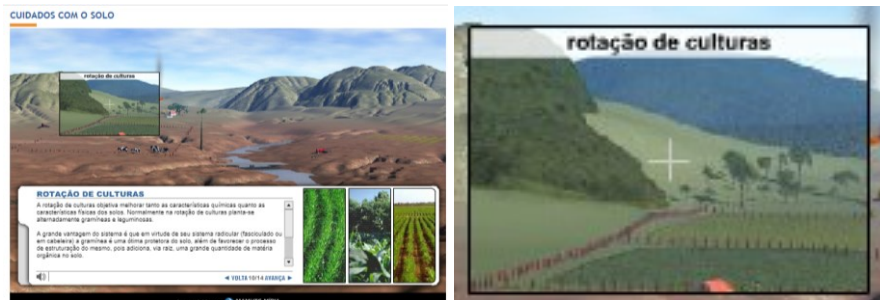 CUIDADOS COM O SOLO
rotação de culturas
ROTAÇÃO DE CULTURAS
A rotação de culturas objetiva melhorar tanto as características químicas quanto as
características físicas dos solos. Normalmente na rotação de culturas planta-se
alternadamente gramíneas e leguminosas.
A grande vantagem do sistema é que em virtude de seu sistema radicular (fasciculado ou
em cabeleira) a gramínea é uma ótima protetora do solo, além de favorecer o processo
de estruturação do mesmo, pois adiciona, via raiz, uma grande quantidade de matéria
orgânica no solo.
VOLTA 10/14 AVANÇA
rotação de culturas